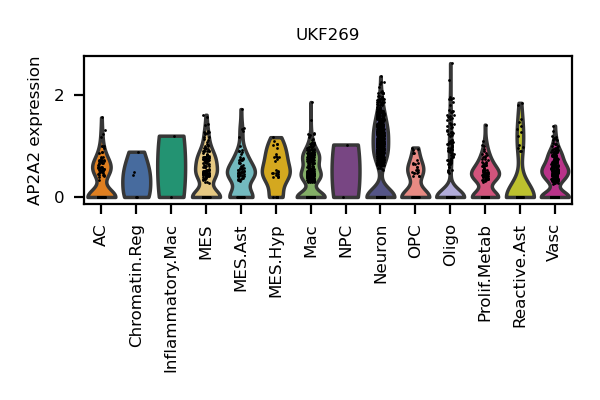 UKF269
AP2A2 expression
2
0
AC
Chromatin.Reg
Inflammatory.Mac
MES
MES.Ast
MES.Hyp
Mac
NPC
Neuron
OPC
Oligo
Prolif.Metab
Reactive.Ast
Vasc